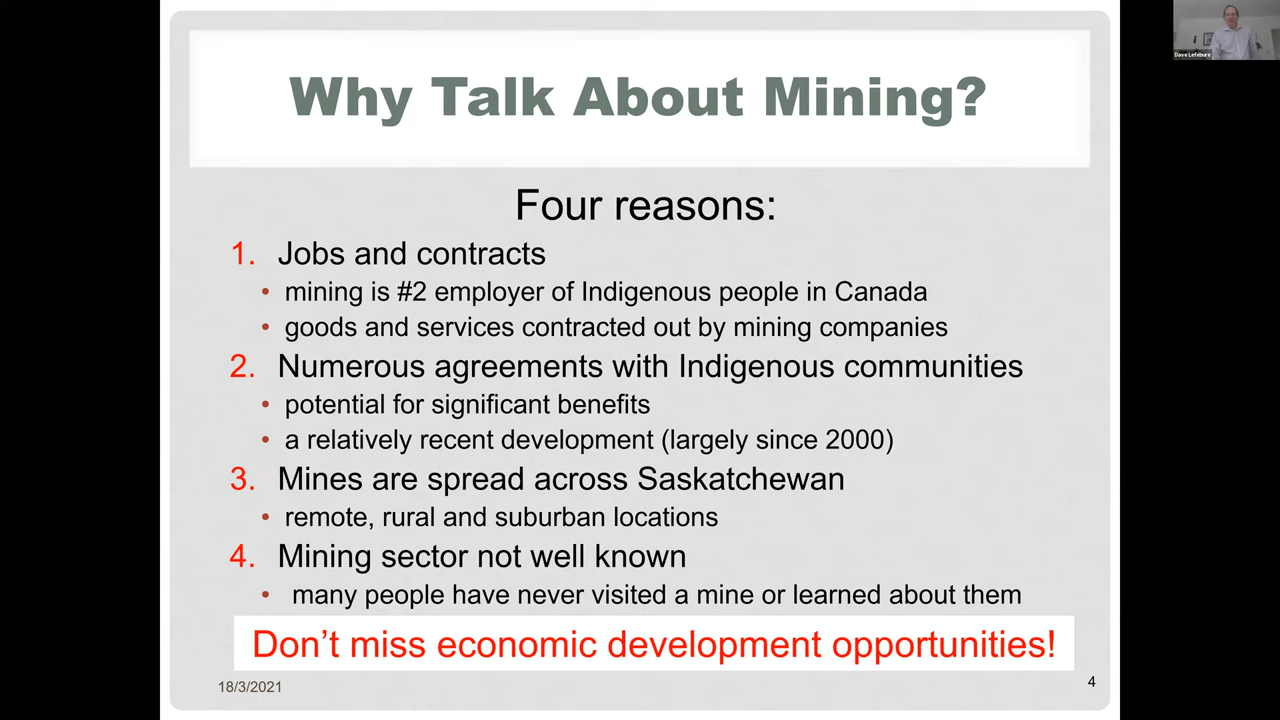 Why Talk About Mining?
Four reasons:
1. Jobs and contracts
• mining is #2 employer of Indigenous people in Canada
• goods and services contracted out by mining companies
2. Numerous agreements with Indigenous communities
• potential for significant benefits
• a relatively recent development (largely since 2000)
3. Mines are spread across Saskatchewan
• remote, rural and suburban locations
4. Mining sector not well known
• many people have never visited a mine or learned about them
Don’t miss economic development opportunities!
18/3/2021
4
Dave Lefebure